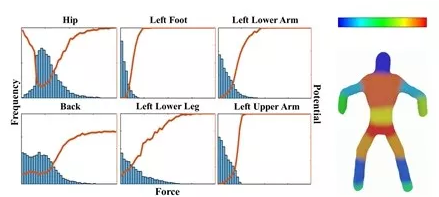 Hip
Left Foot
Left Lower Arm
Frequency
Potential
Back
Left Lower Leg
Left Upper Arm
Force